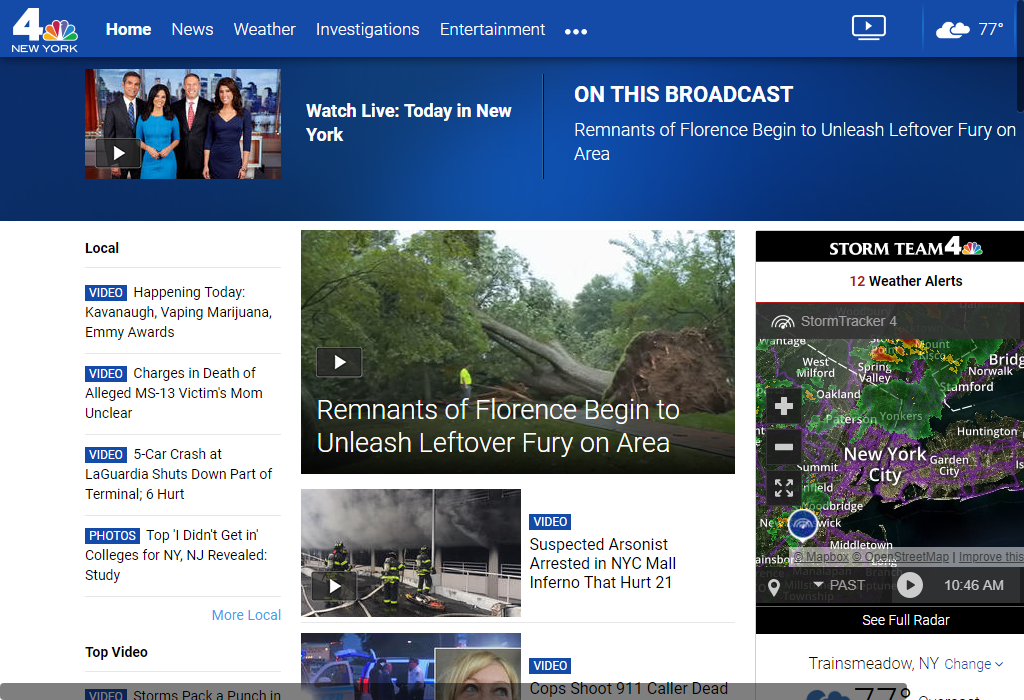 4
NEW YORK
Home News Weather Investigations Entertainment
77°
Watch Live: Today in New
York
ON THIS BROADCAST
Remnants of Florence Begin to Unleash Leftover Fury on
Area
Local
VIDEO Happening Today:
Kavanaugh, Vaping Marijuana,
Emmy Awards
VIDEO Charges in Death of
Alleged MS-13 Victim's Mom
Unclear
VIDEO 5-Car Crash at
LaGuardia Shuts Down Part of
Terminal; 6 Hurt
PHOTOS Top 'I Didn't Get in'
Colleges for NY, NJ Revealed:
Study
More Local
Top Video
VIDEO Storms Pack a Punch in
Remnants of Florence Begin to
Unleash Leftover Fury on Area
VIDEO
Suspected Arsonist
Arrested in NYC Mall
Inferno That Hurt 21
VIDEO
Cops Shoot 911 Caller Dead
STORM TEAM 4
12 Weather Alerts
StormTracker 4
Wantage
Mount
West
Milford
Spring
Valley
Bridg
Norwalk
Stamford
Oakland
Paterson
Yonkers
Huntington
New York
City
Garden
City
Summit
nfield
Woodbridge
Ne
wick
Middletown
ainsbo
© Mapbox © OpenStreetMap | Improve this
Township
PAST
10:46 AM
See Full Radar
Trainsmeadow, NY Change
77°
Overcast